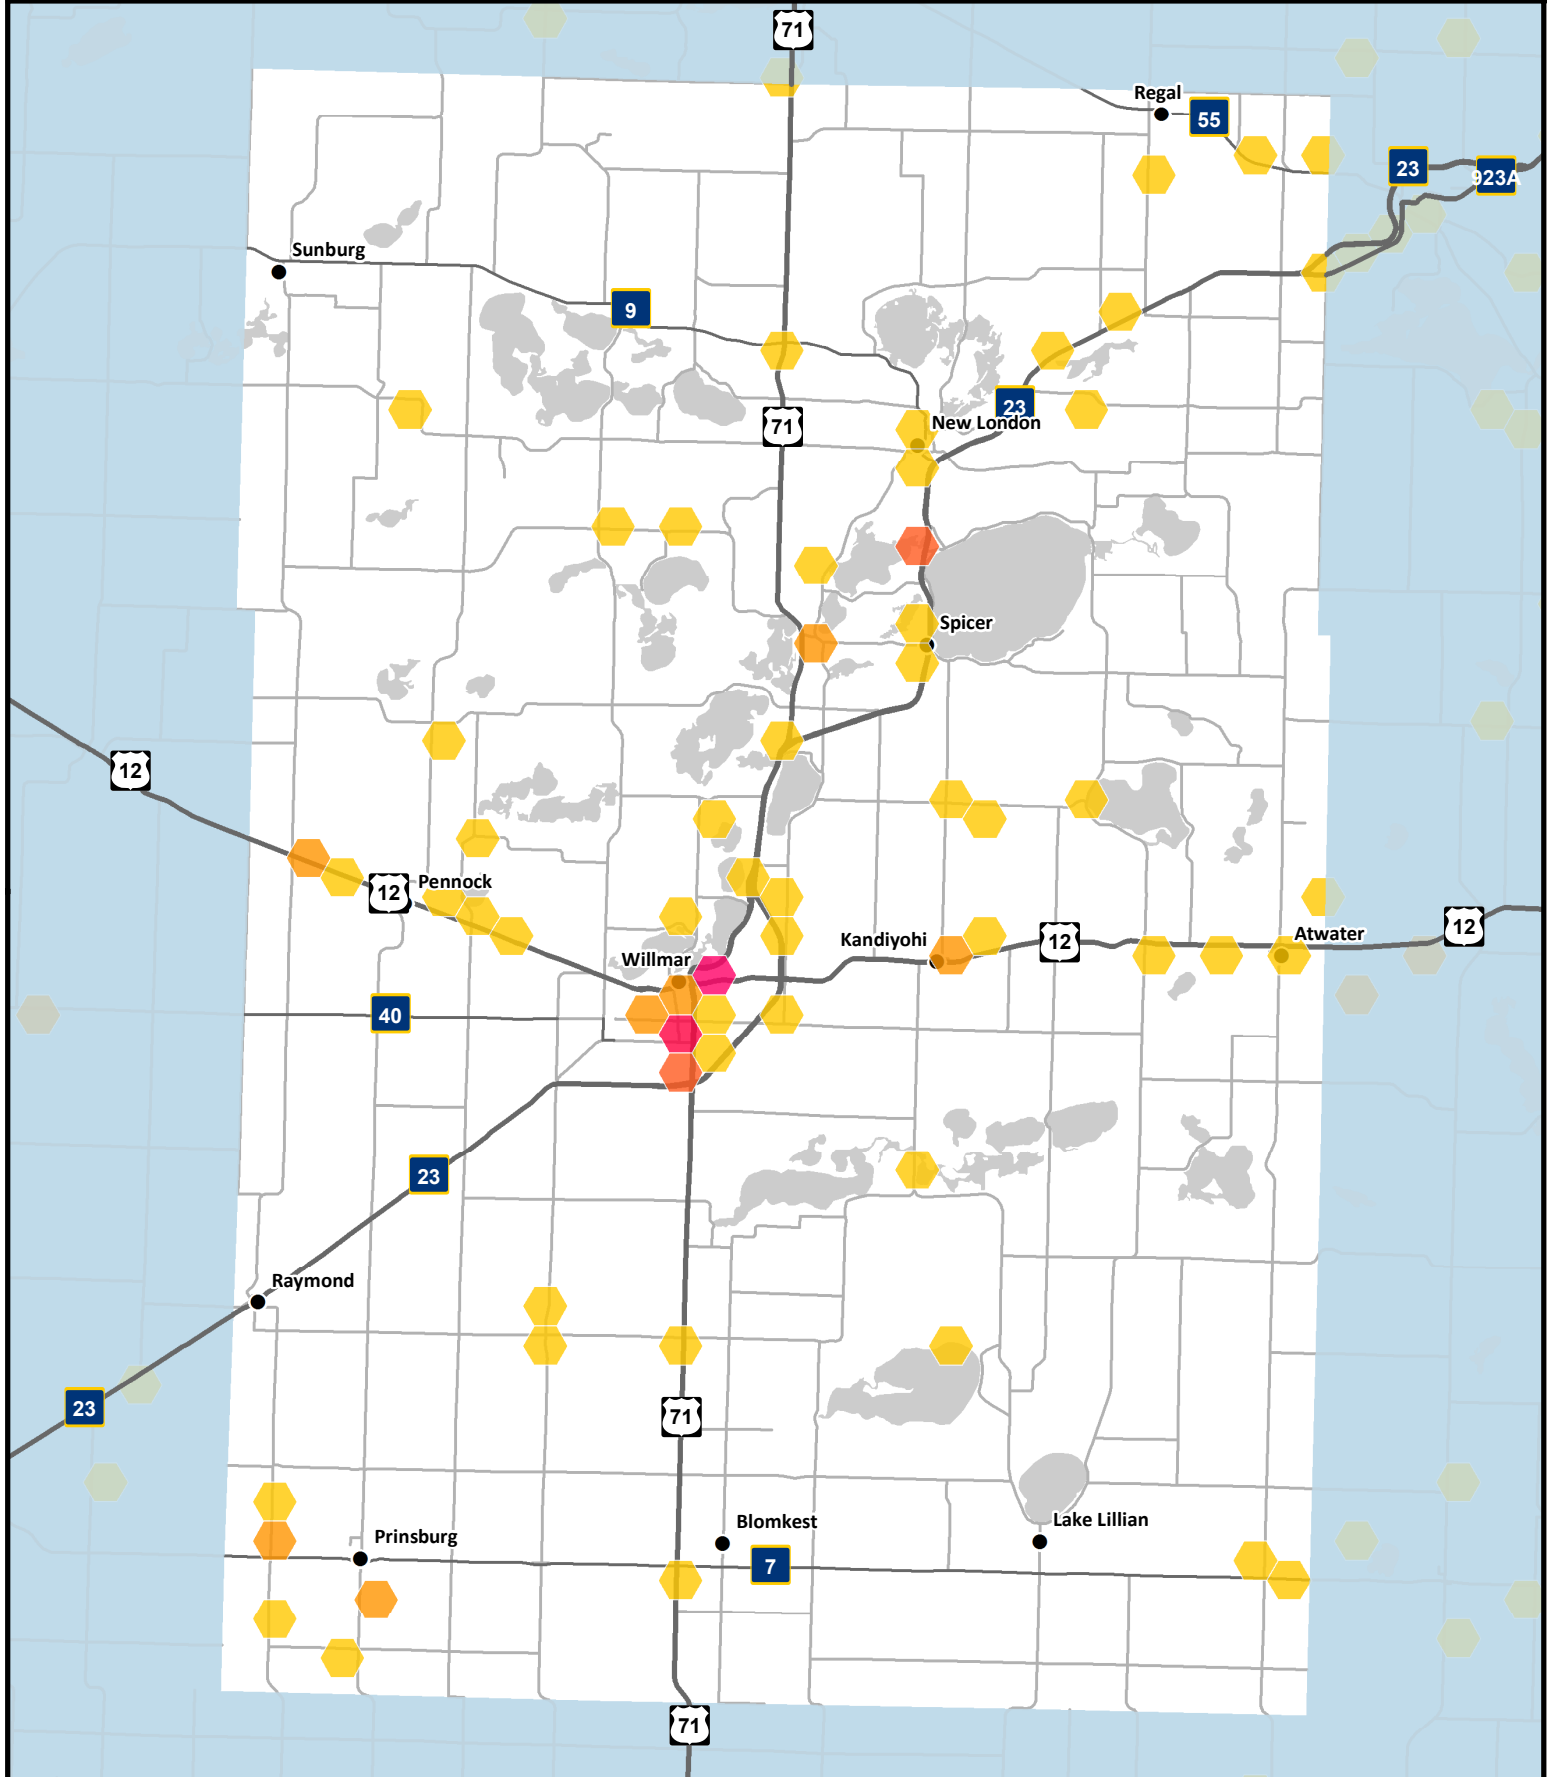 71
Regal
55
23
923A
Sunburg
9
23
New London
71
Spicer
12
Pennock
12
12
Atwater
Kandiyohi
12
Willmar
40
23
Raymond
23
71
Blomkest
Lake Lillian
Prinsburg
7
71